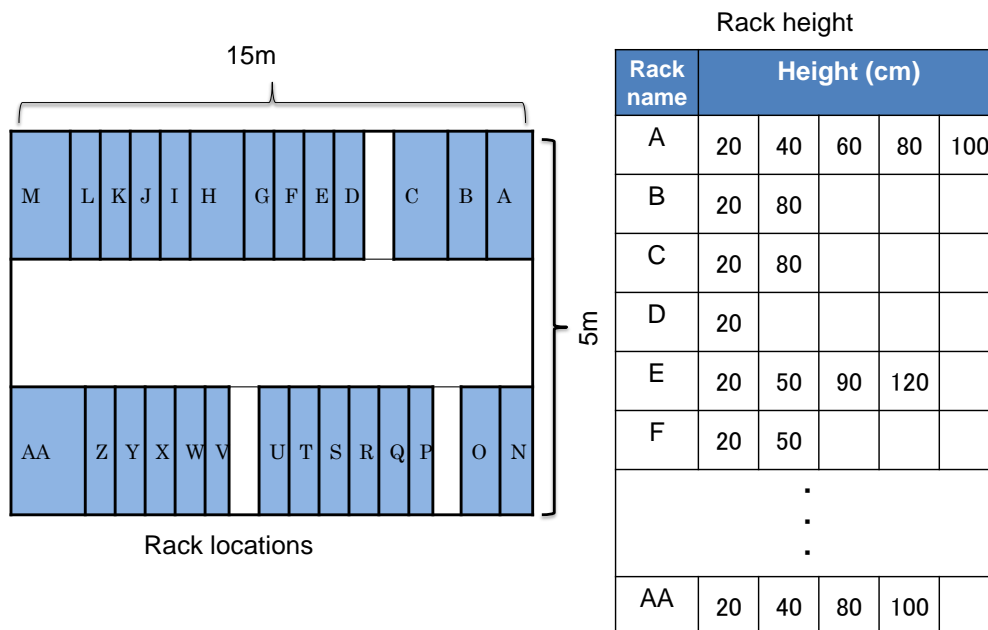 Rack height
15m
Rack name Height (cm)
A 20 40 60 80 100
B 20 80
C 20 80
D 20
E 20 50 90 120
F 20 50
.
.
.
AA 20 40 80 100
M L K J I H G F E D C B A
5m
AA Z Y X W V U T S R Q P O N
Rack locations